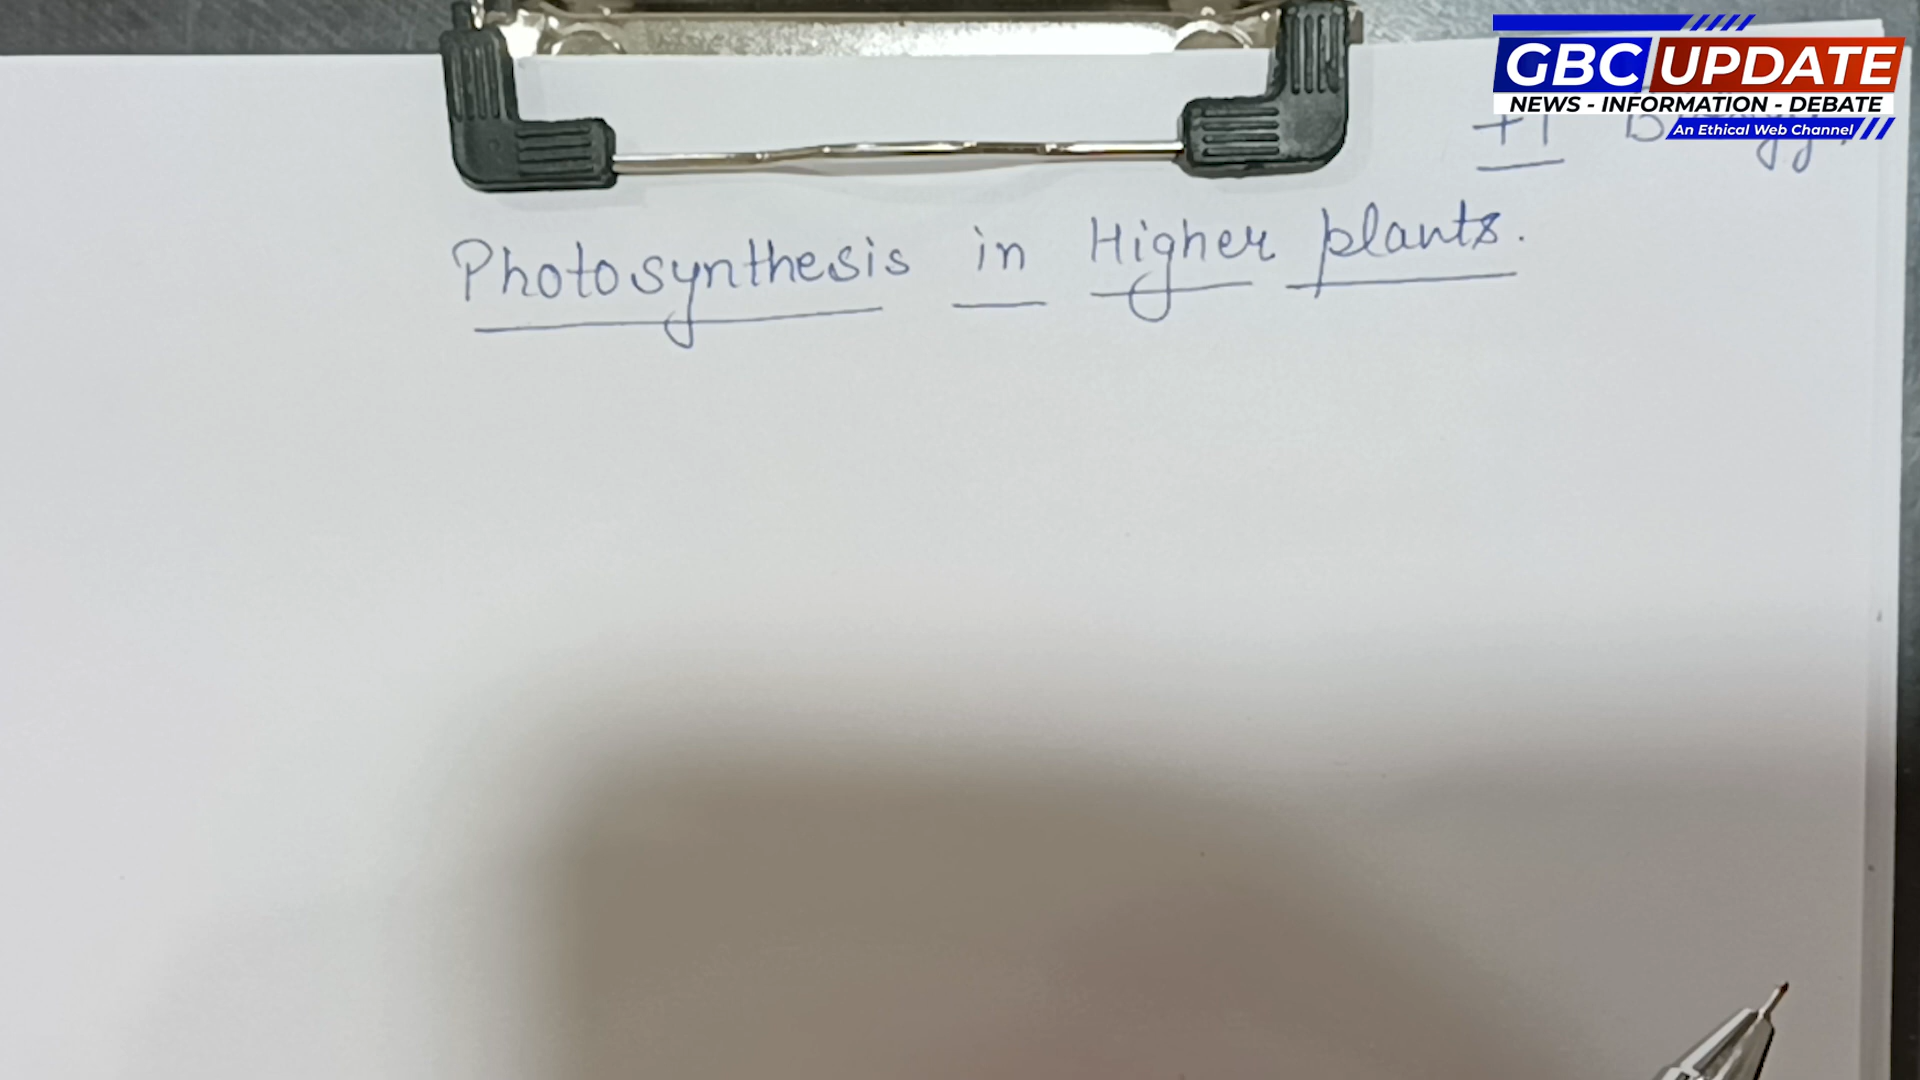 GBC UPDATE
NEWS - INFORMATION - DEBATE
An Ethical Web Channel
+1
Photosynthesis in Higher plants.